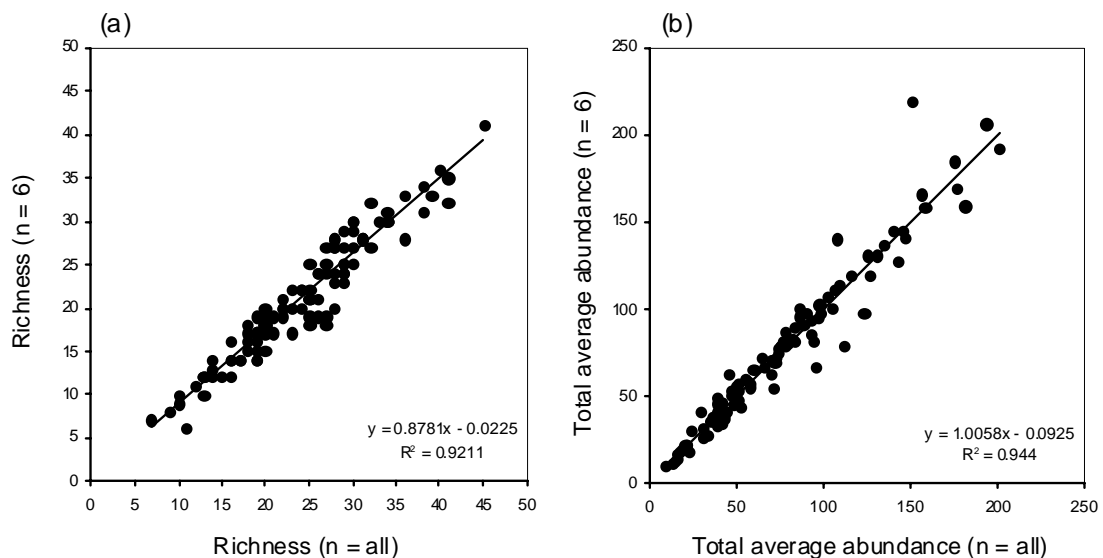 (a)
50
45
40
35
30
25
20
15
10
5
0
Richness (n = 6)
y = 0.8781x - 0.0225
R² = 0.9211
0 5 10 15 20 25 30 35 40 45 50
Richness (n = all)
(b)
250
200
150
100
50
0
Total average abundance (n = 6)
y = 1.0058x - 0.0925
R² = 0.944
0 50 100 150 200 250
Total average abundance (n = all)